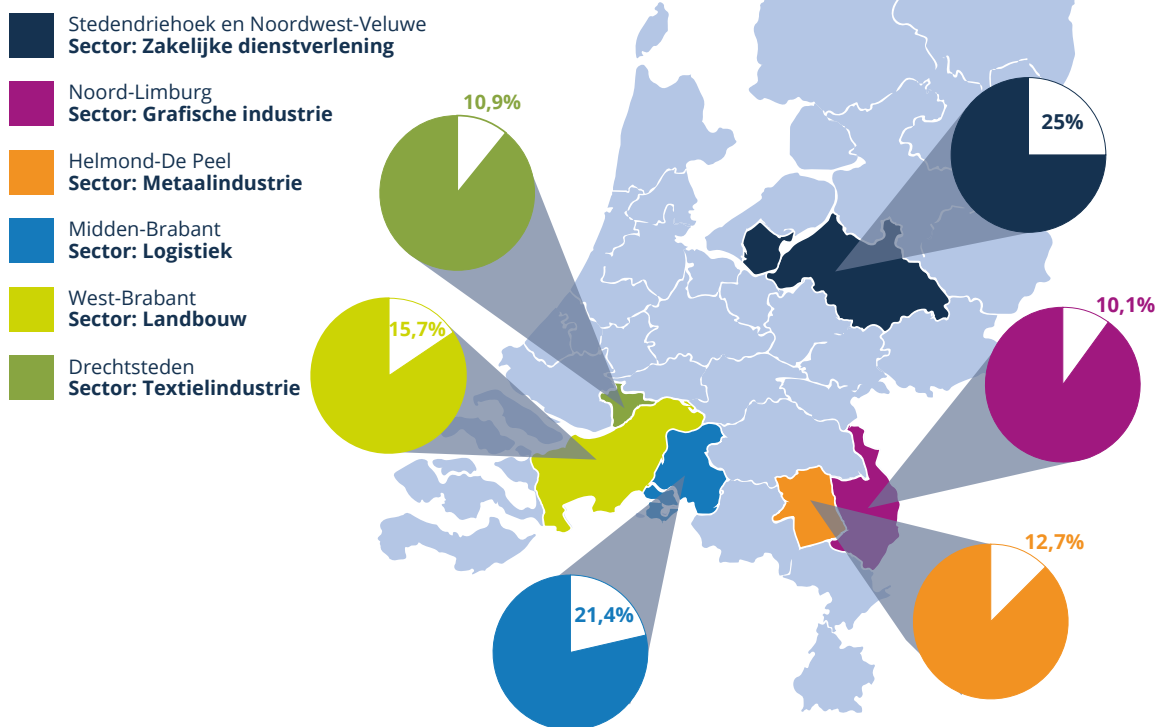 Stedendriehoek en Noordwest-Veluwe
Sector: Zakelijke dienstverlening
Noord-Limburg
Sector: Grafische industrie
Helmond-De Peel
Sector: Metaalindustrie
Midden-Brabant
Sector: Logistiek
West-Brabant
Sector: Landbouw
Drechtsteden
Sector: Textielindustrie
10,9%
25%
15,7%
10,1%
12,7%
21,4%